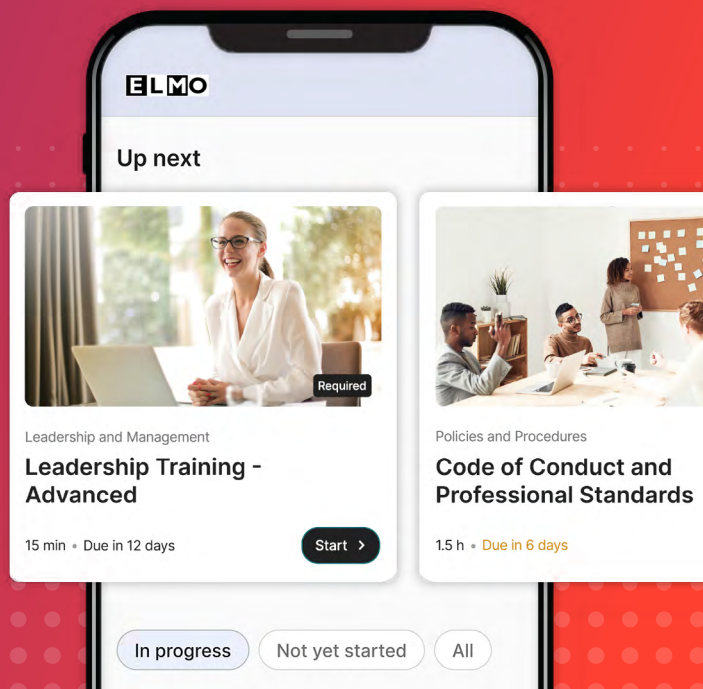 ELMO
Up next
Required
Leadership and Management
Leadership Training -
Advanced
15 min • Due in 12 days
Start >
Policies and Procedures
Code of Conduct and
Professional Standards
1.5 h • Due in 6 days
In progress
Not yet started
All